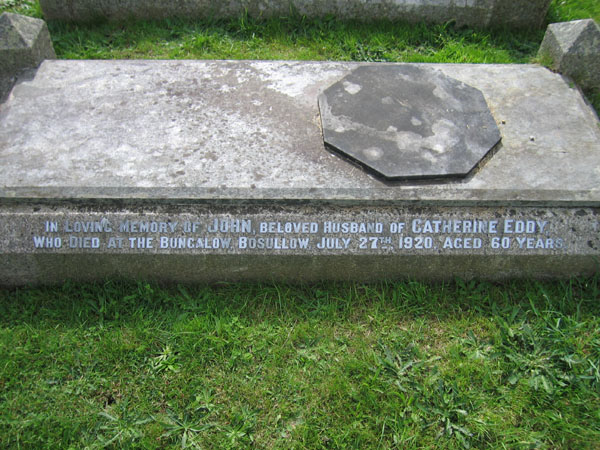 IN LOVING MEMORY OF JOHN, BELOVED HUSBAND OF CATHERINE EDDY
WHO DIED AT THE BUNGALOW, BOSULLOW, JULY 27TH, 1920, AGED 60 YEARS.